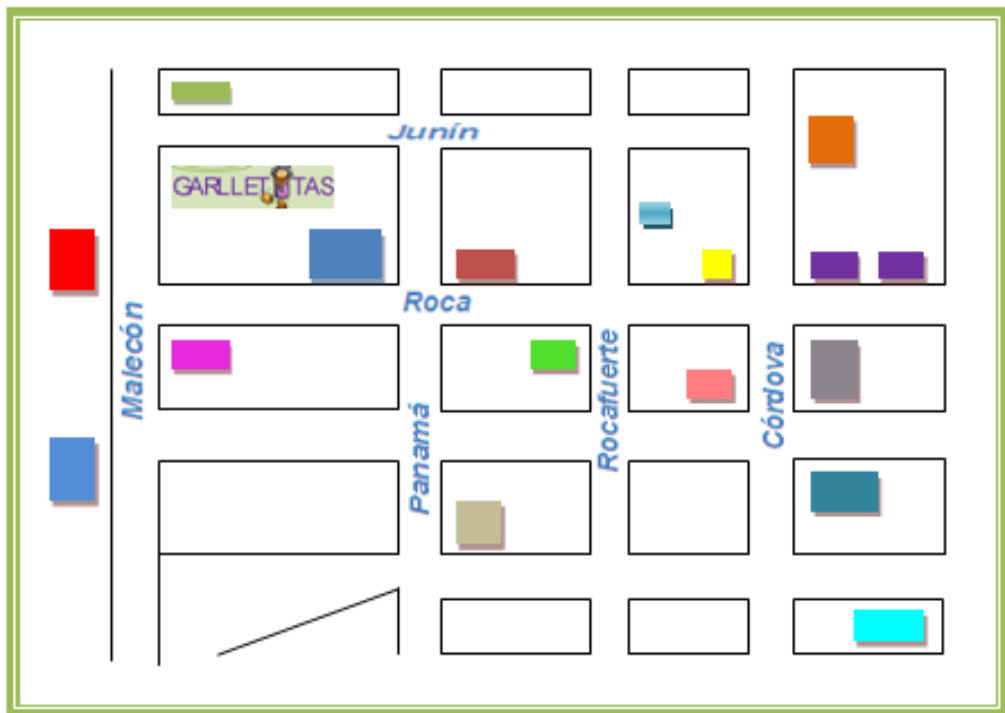 Junín
GARLLETITAS
Roca
Malecón
Panamá
Rocafuerte
Córdova